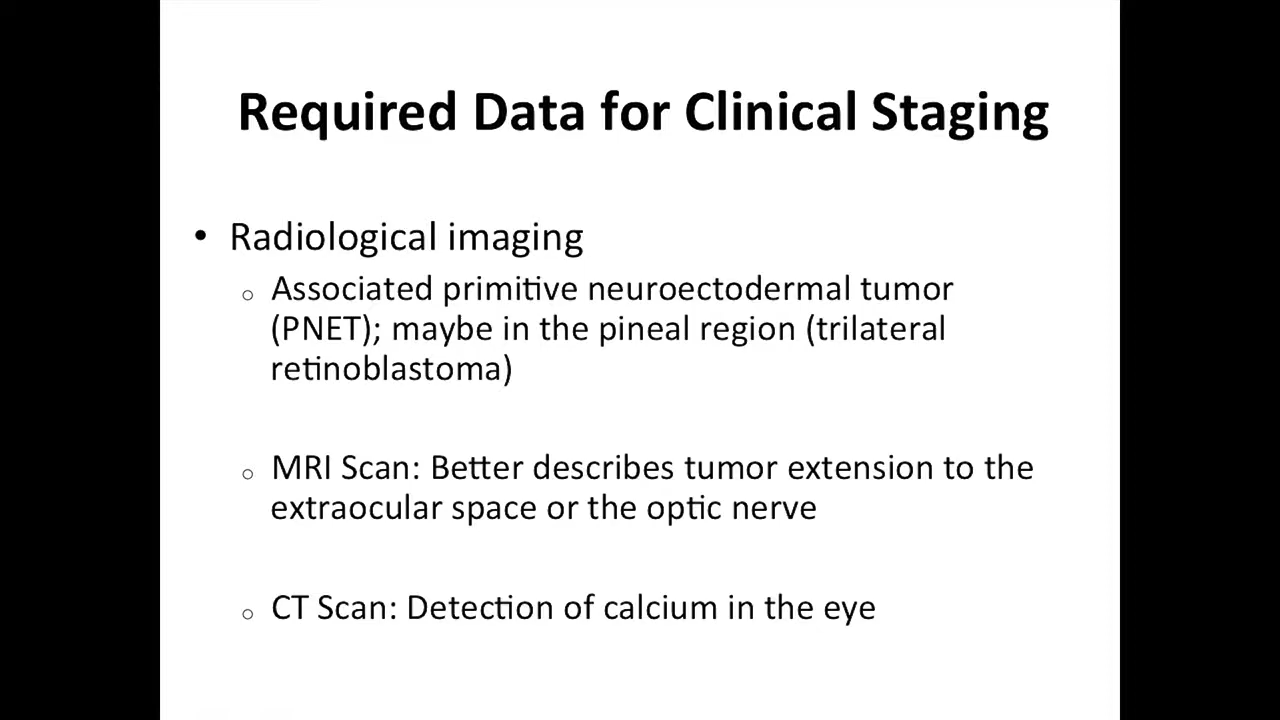 Required Data for Clinical Staging
• Radiological imaging
o Associated primitive neuroectodermal tumor
(PNET); maybe in the pineal region (trilateral
retinoblastoma)
o MRI Scan: Better describes tumor extension to the
extraocular space or the optic nerve
o CT Scan: Detection of calcium in the eye